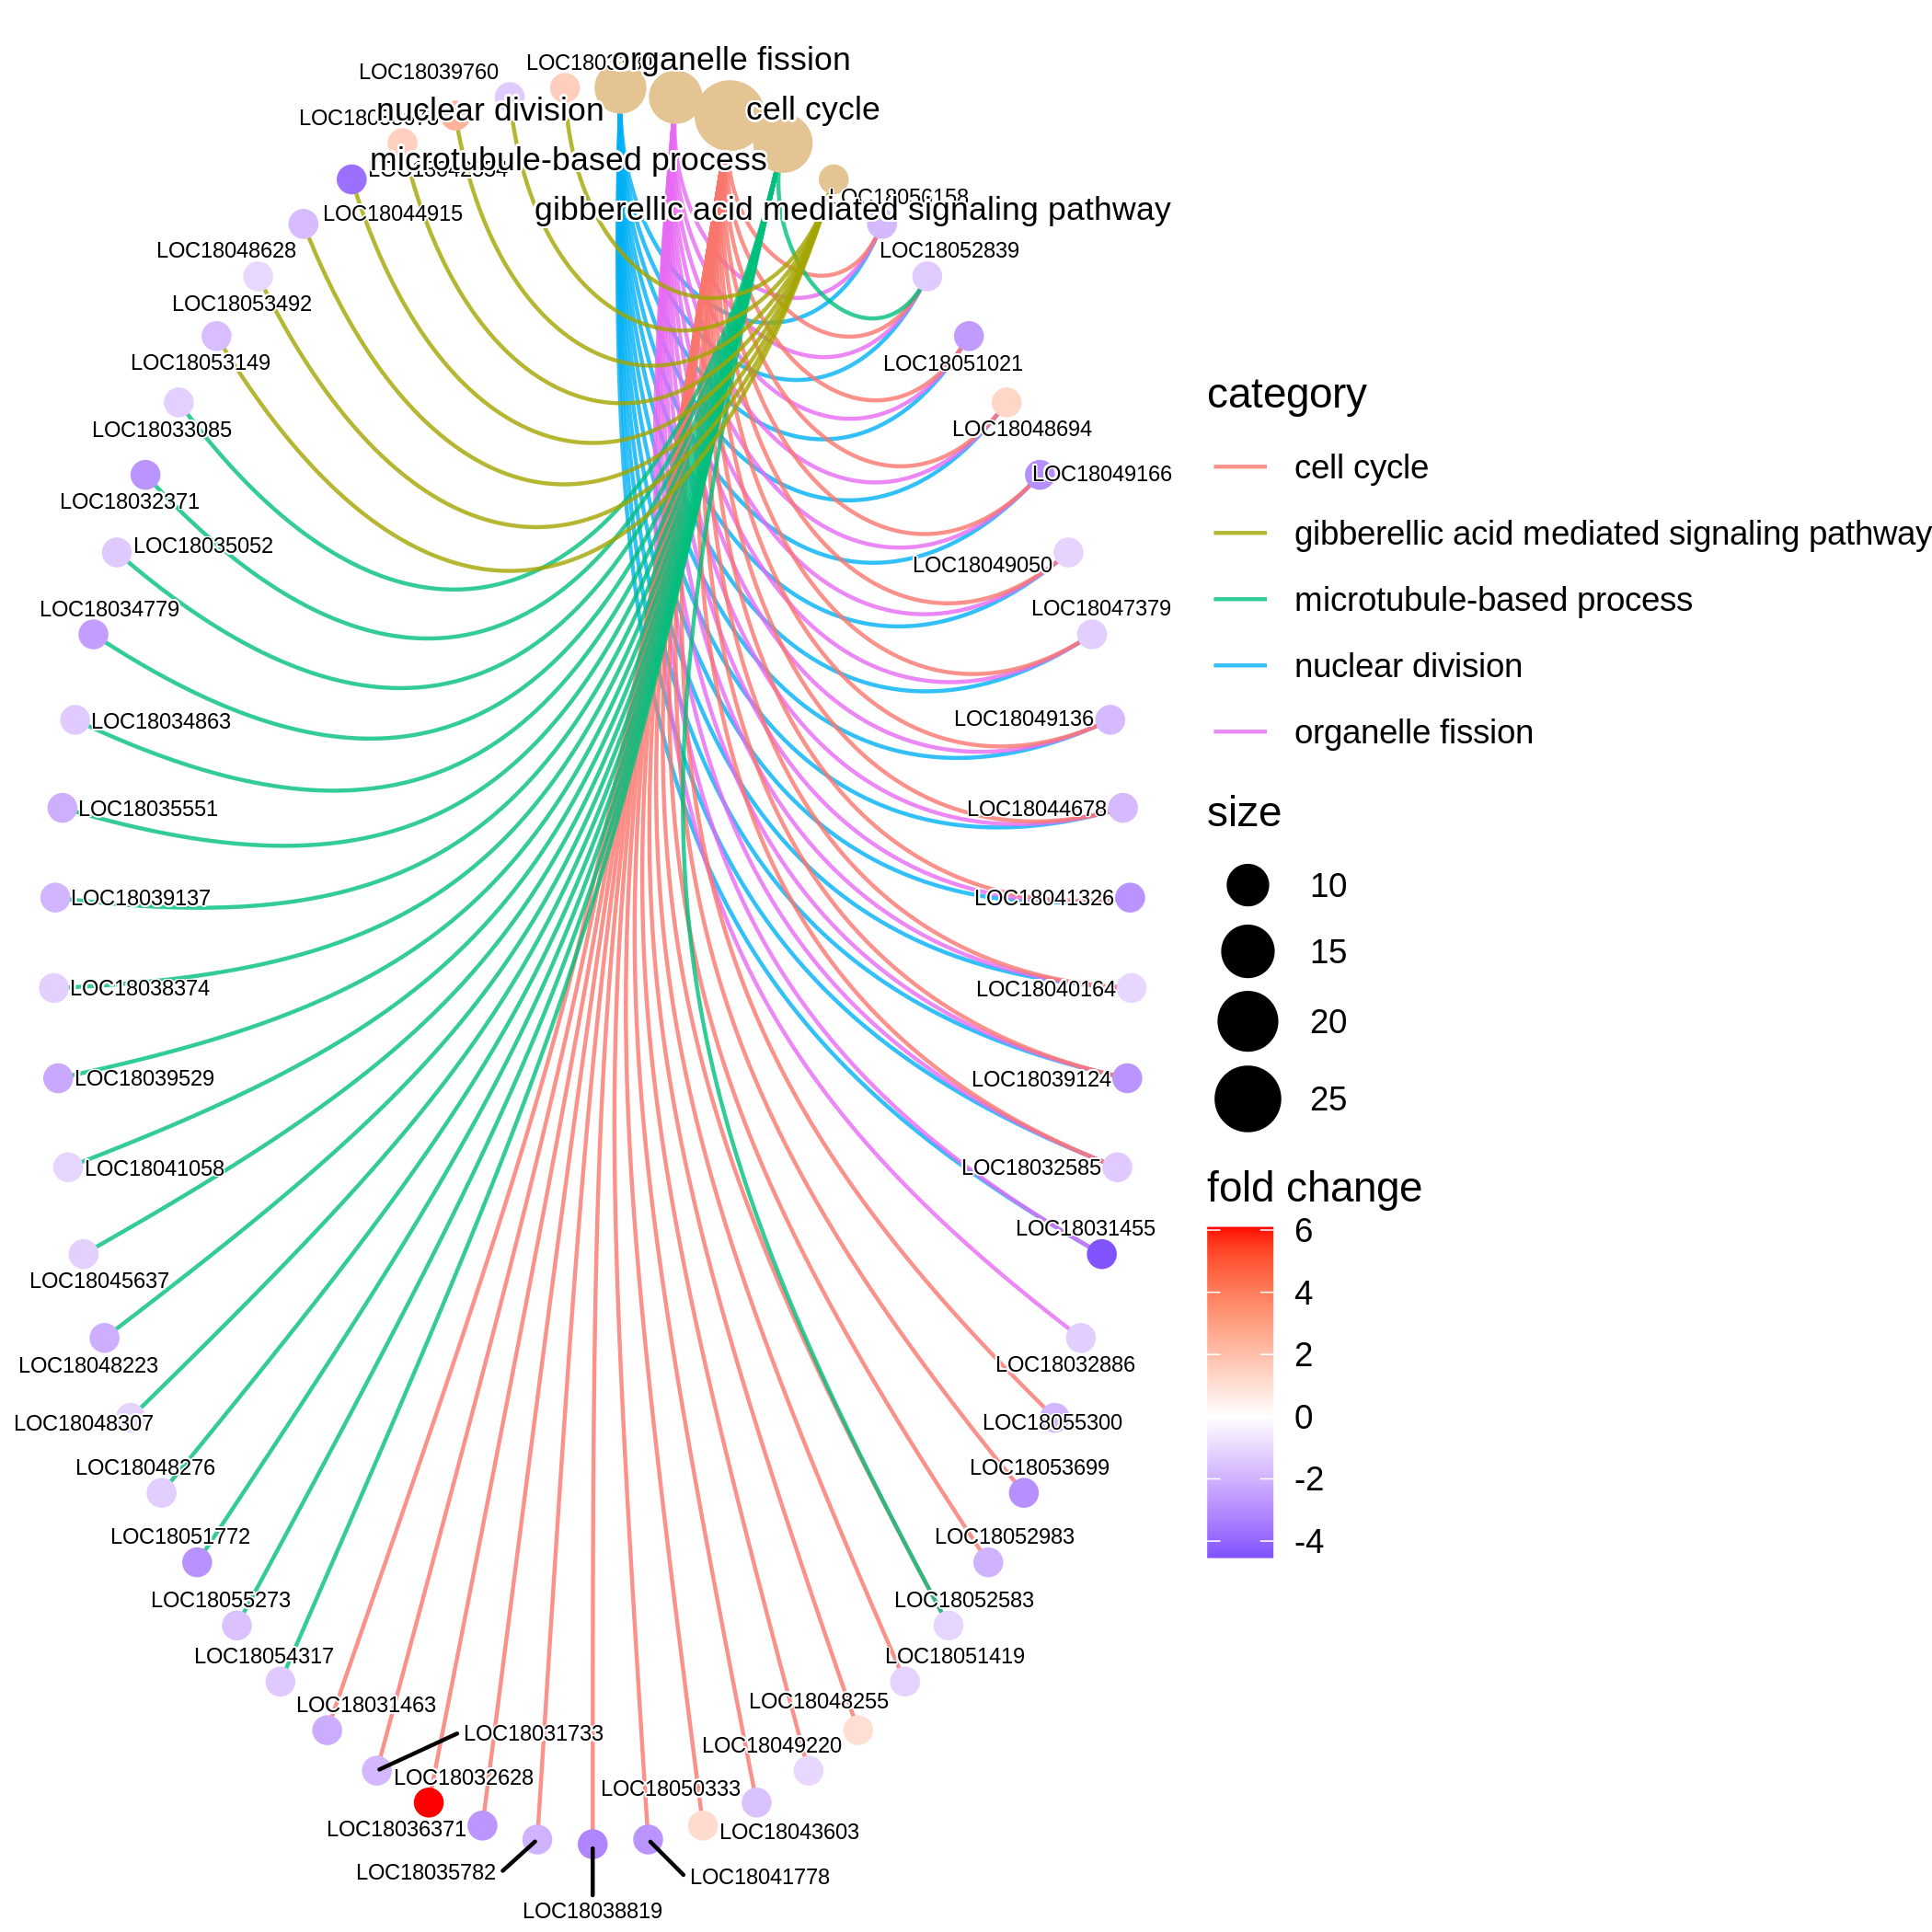 organelle fission
LOC18039760
nuclear division
cell cycle
microtubule-based process
LOC18056158
gibberellic acid mediated signaling pathway
LOC18044915
LOC18048628
LOC18052839
LOC18053492
LOC18053149
LOC18051021
LOC18033085
LOC18048694
LOC18032371
LOC18049166
LOC18035052
LOC18049050
LOC18034779
LOC18047379
LOC18034863
LOC18049136
LOC18035551
LOC18044678
LOC18039137
LOC18041326
LOC18038374
LOC18040164
LOC18039529
LOC18039124
LOC18041058
LOC18032585
LOC18031455
LOC18045637
LOC18048223
LOC18032886
LOC18048307
LOC18055300
LOC18048276
LOC18053699
LOC18051772
LOC18052983
LOC18055273
LOC18052583
LOC18054317
LOC18051419
LOC18031463
LOC18048255
LOC18031733
LOC18049220
LOC18032628
LOC18050333
LOC18036371
LOC18043603
LOC18035782
LOC18041778
LOC18038819
category
cell cycle
gibberellic acid mediated signaling pathway
microtubule-based process
nuclear division
organelle fission
size
10
15
20
25
fold change
6
4
2
0
-2
-4